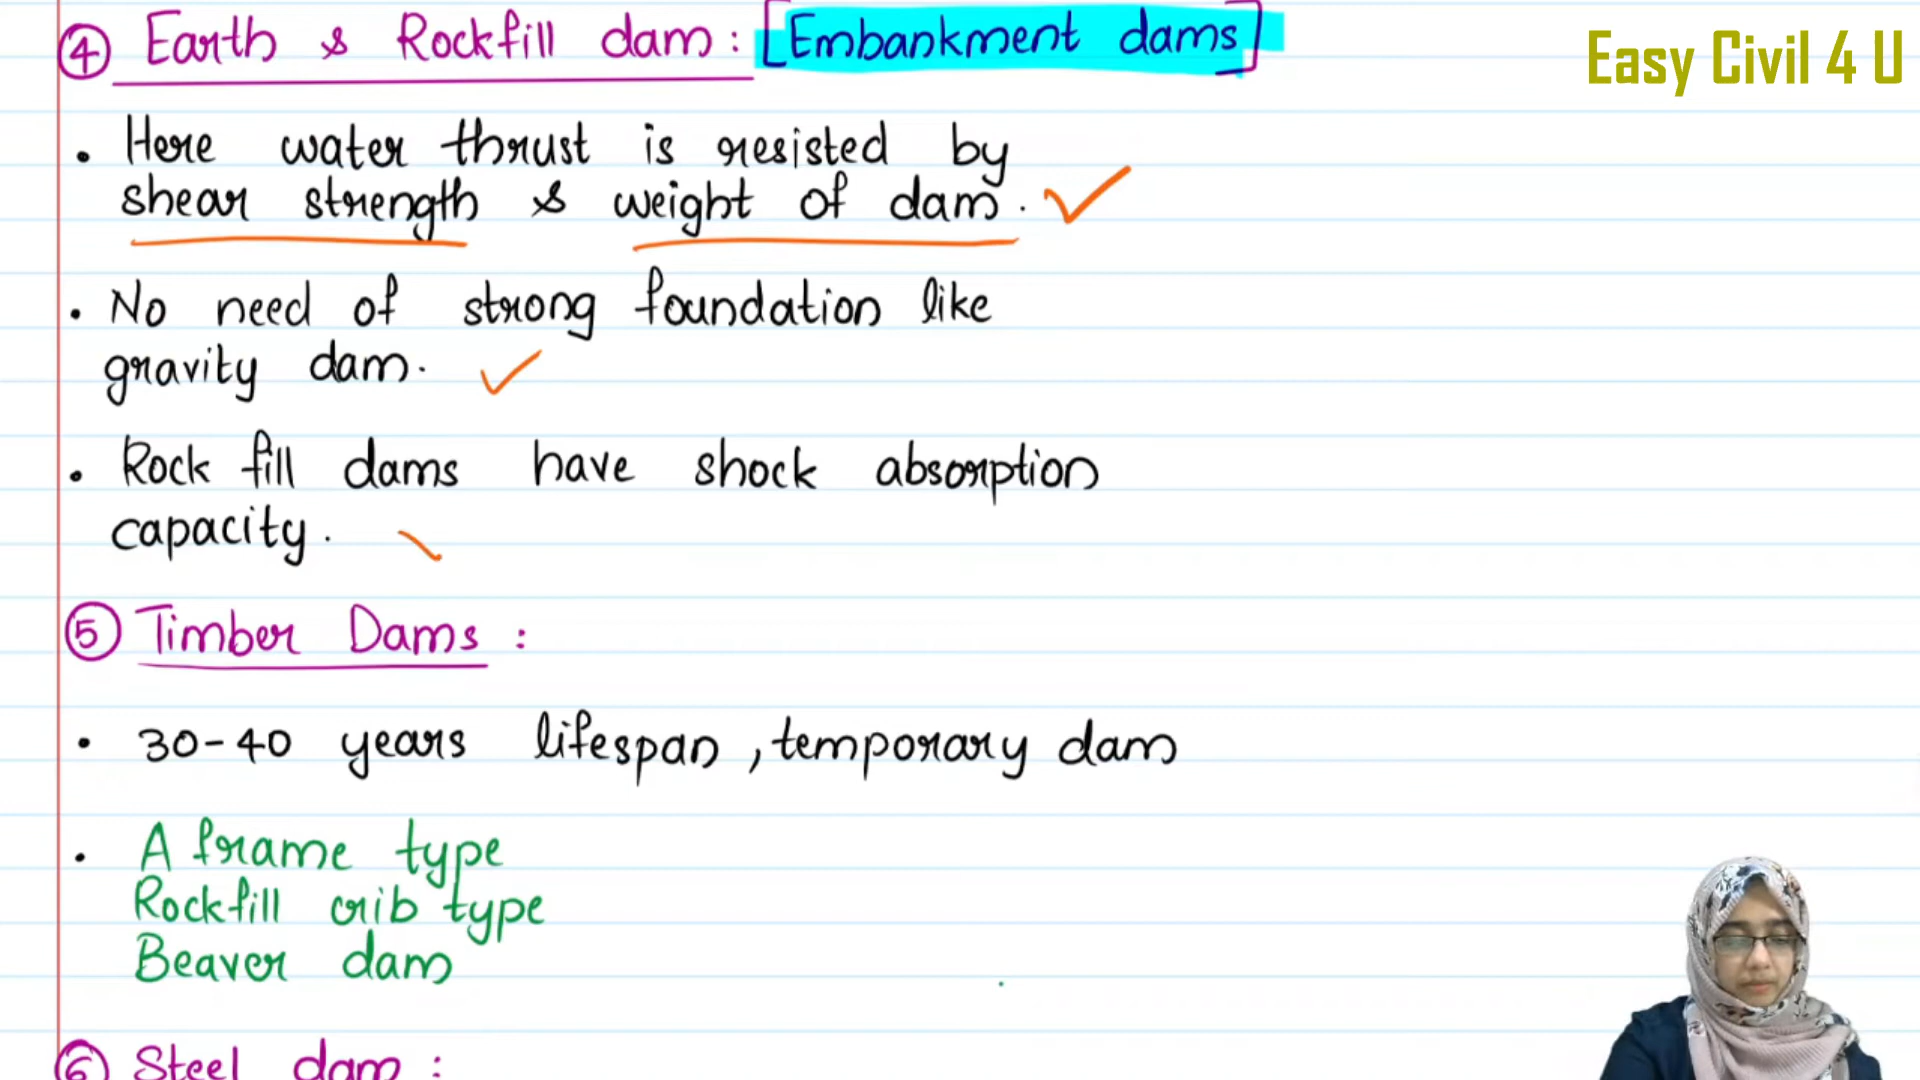 ④ Earth & Rockfill dam : [Embankment dams]
Easy Civil 4 U
• Here water thrust is resisted by
shear strength & weight of dam.
• No need of strong foundation like
gravity dam.
• Rock fill dams have shock absorption
capacity.
⑤ Timber Dams :
• 30-40 years lifespan, temporary dam
• A frame type
Rockfill crib type
Beaver dam
⑥ Steel dam :